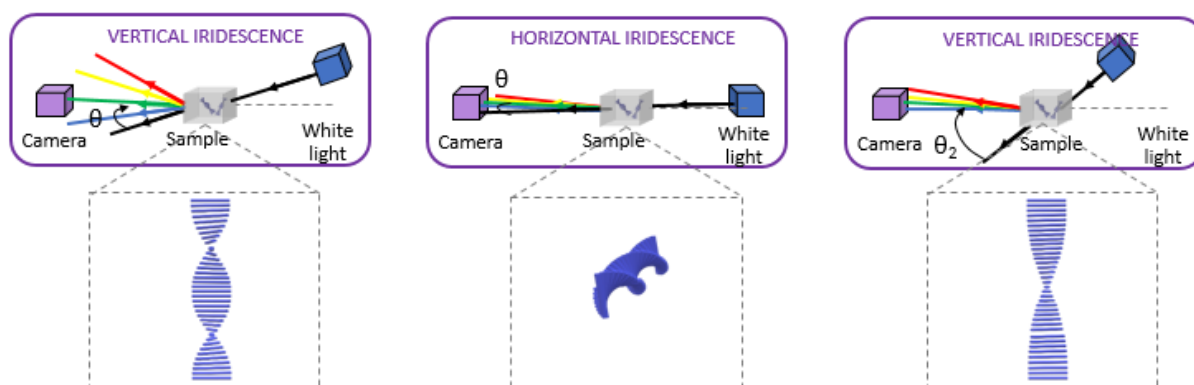 VERTICAL IRIDESCENCE
θ
Camera
Sample
White
light
HORIZONTAL IRIDESCENCE
θ
Camera
Sample
White
light
VERTICAL IRIDESCENCE
Camera
θ2
Sample
White
light